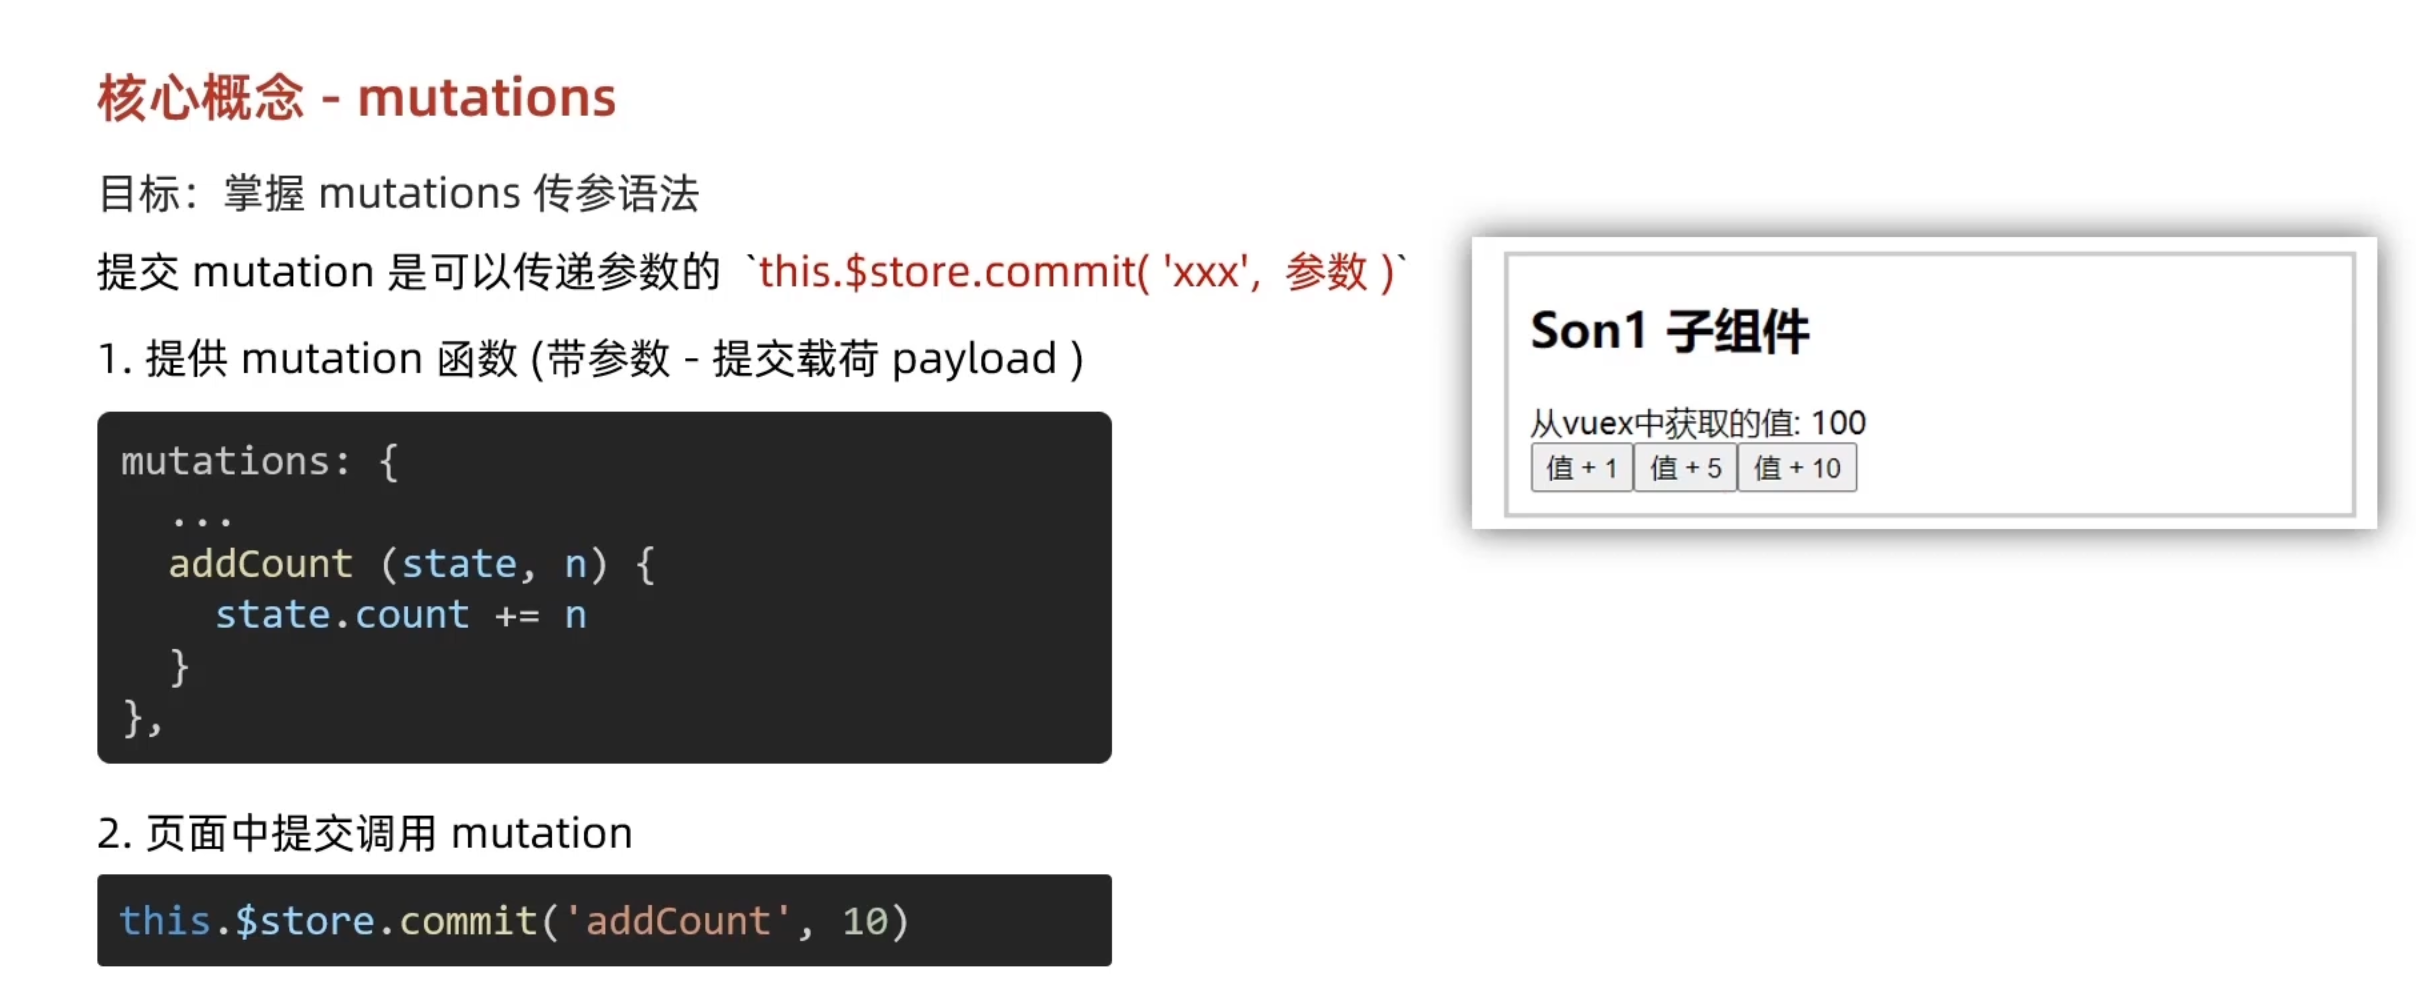 核心概念 - mutations
目标：掌握 mutations 传参语法
提交 mutation 是可以传递参数的 `this.$store.commit( 'xxx', 参数 )`
1. 提供 mutation 函数 (带参数 - 提交载荷 payload )
mutations: {
  ...
  addCount (state, n) {
    state.count += n
  }
},
2. 页面中提交调用 mutation
this.$store.commit('addCount', 10)
Son1 子组件
从vuex中获取的值: 100
值 + 1 值 + 5 值 + 10